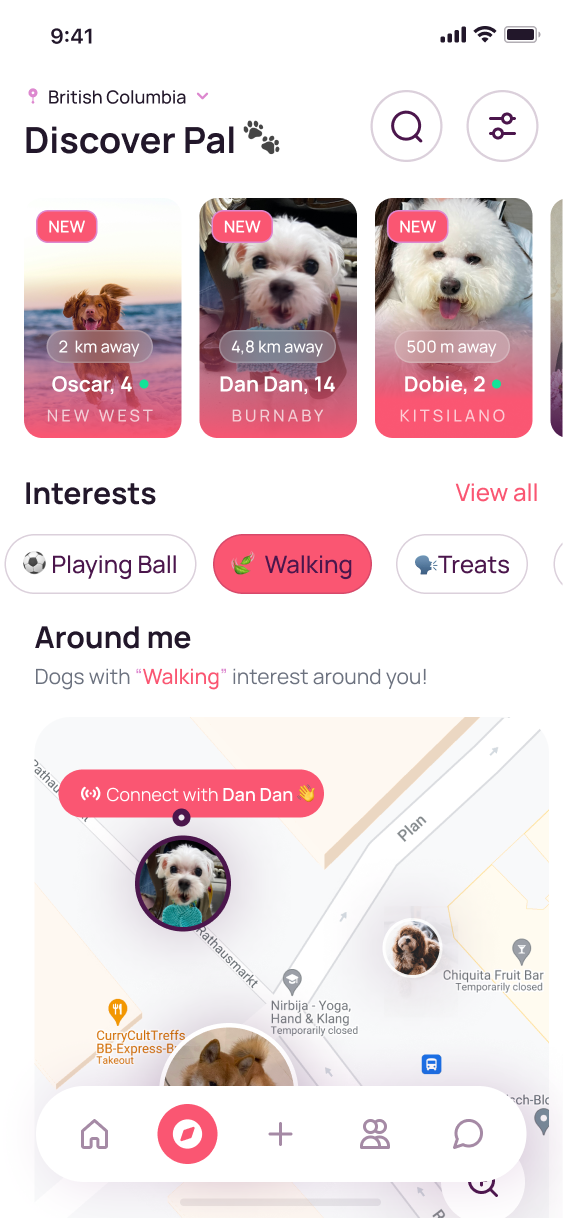 9:41
British Columbia
Discover Pal
NEW
NEW
NEW
2 km away
4,8 km away
500 m away
Oscar, 4
Dan Dan, 14
Dobie, 2
NEW WEST
BURNABY
KITSILANO
Interests
View all
Playing Ball
Walking
Treats
Around me
Dogs with “Walking” interest around you!
Connect with Dan Dan
Plan
Rathausmarkt
Chiquita Fruit Bar
Temporarily closed
Nirbija - Yoga,
Hand & Klang
Temporarily closed
CurryCultTreffs
BB-Express-B
Takeout